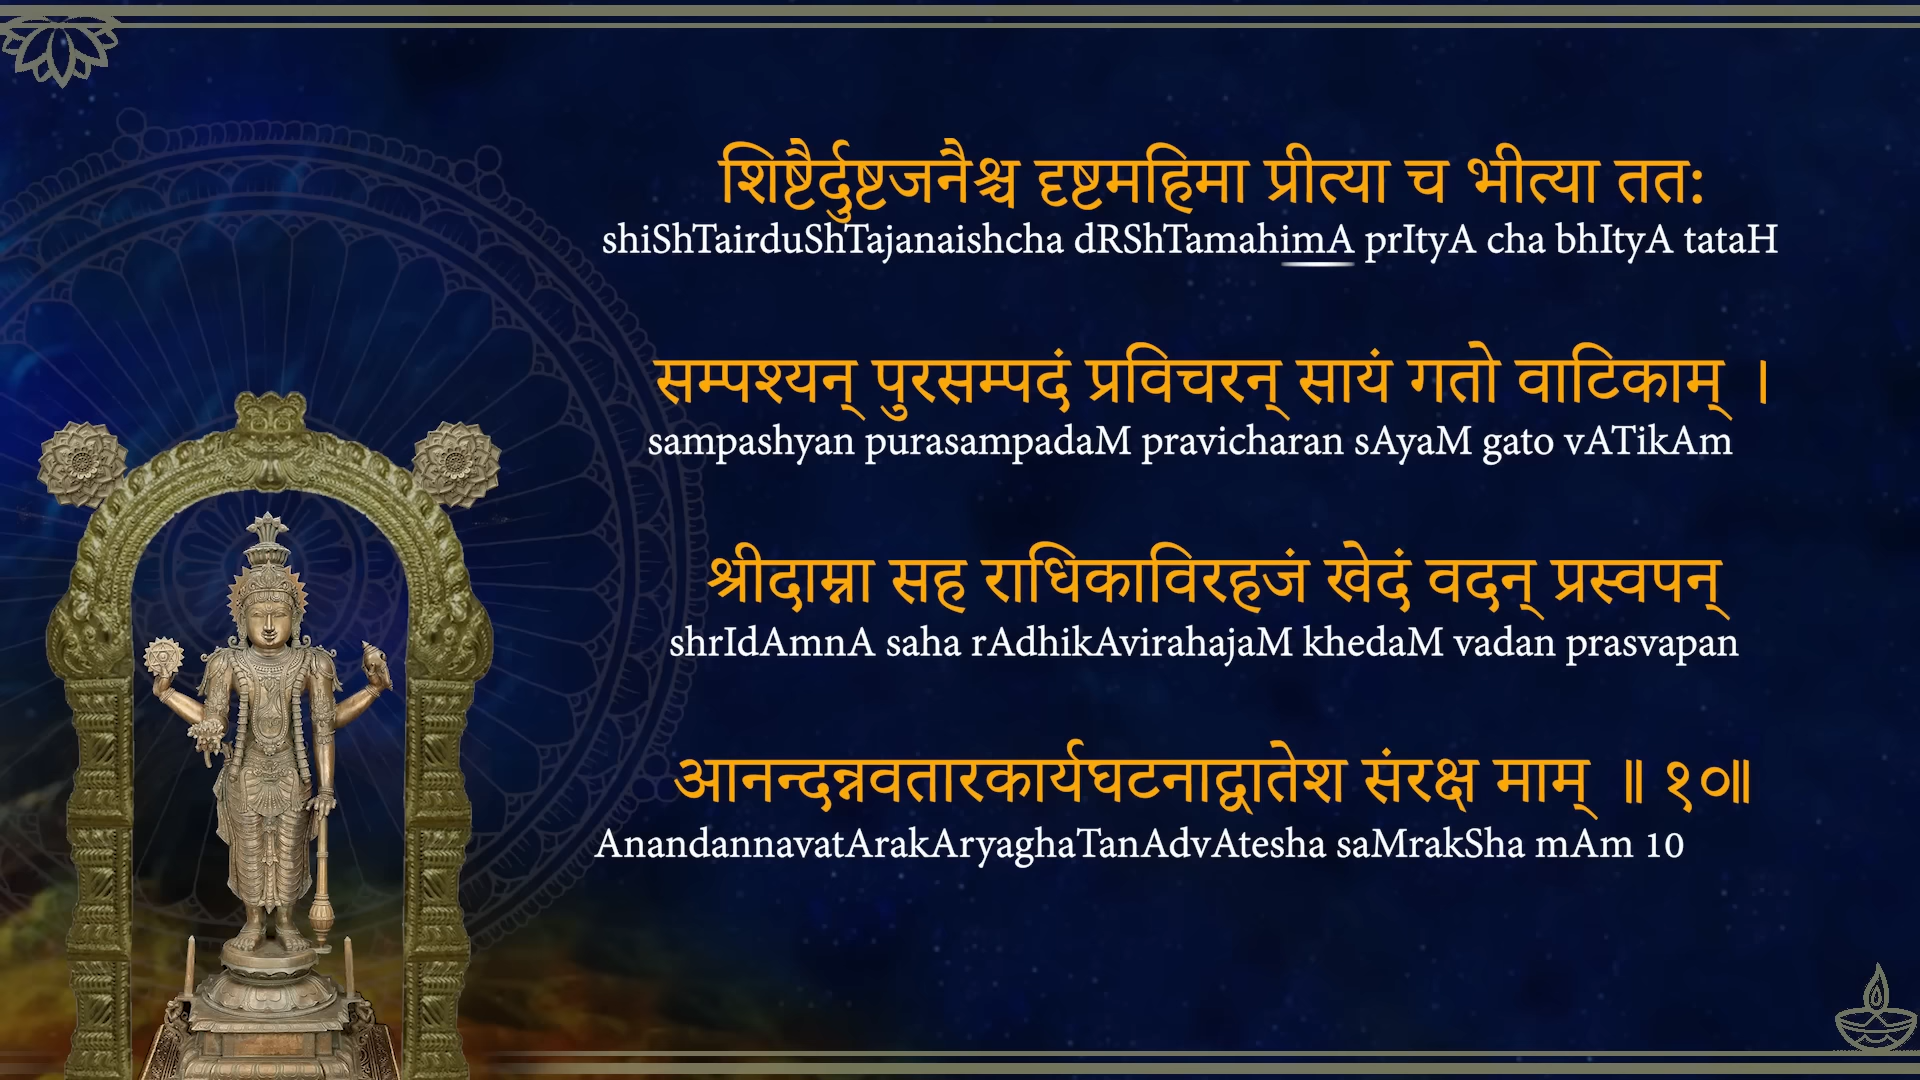 शिष्टैर्दुष्टजनैश्च दृष्टमहिमा प्रीत्या च भीत्या ततः
shiShTairduShTajanaishcha dRShTamahimA prItyA cha bhItyA tataH
सम्पश्यन् पुरसम्पदं प्रविचरन् सायं गतो वाटिकाम् ।
sampashyan purasampadaM pravicharan sAyaM gato vATikAm
श्रीदाम्ना सह राधिकाविरहजं खेदं वदन् प्रस्वपन्
shrIdAmnA saha rAdhikAvirahajaM khedaM vadan prasvapan
आनन्दन्नवतारकार्यघटनाद्वातेश संरक्ष माम् ॥ १०॥
AnandannavatArakAryaghaTanAdvAtesha saMrakSha mAm 10